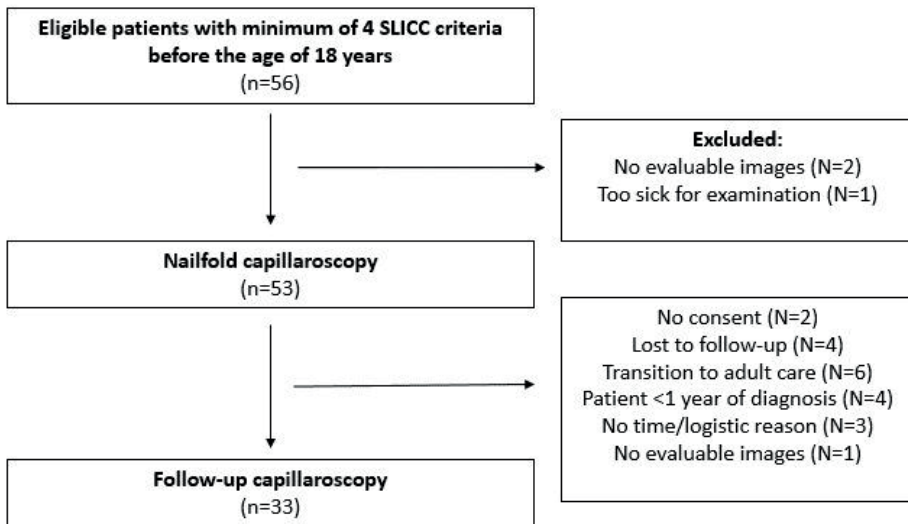 Eligible patients with minimum of 4 SLICC criteria
before the age of 18 years
(n=56)
Excluded:
No evaluable images (N=2)
Too sick for examination (N=1)
Nailfold capillaroscopy
(n=53)
No consent (N=2)
Lost to follow-up (N=4)
Transition to adult care (N=6)
Patient <1 year of diagnosis (N=4)
No time/logistic reason (N=3)
No evaluable images (N=1)
Follow-up capillaroscopy
(n=33)